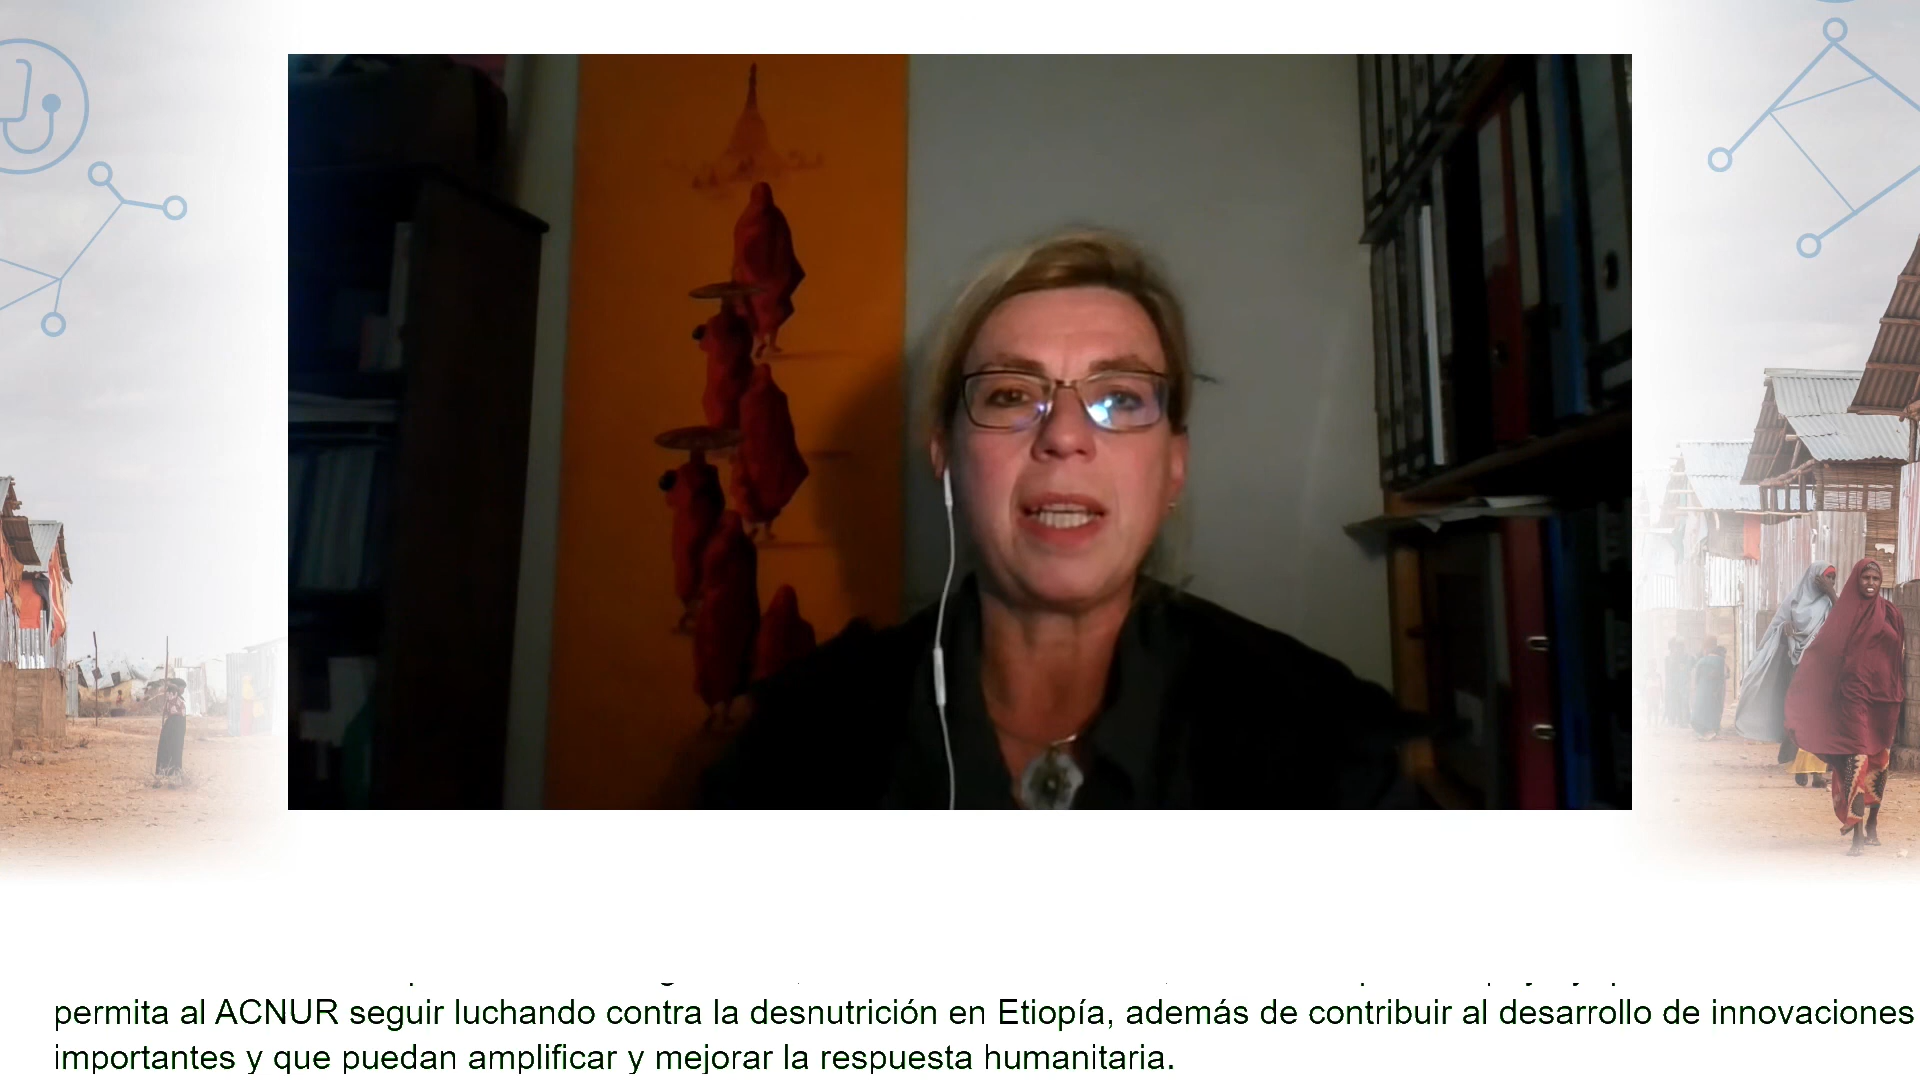 permita al ACNUR seguir luchando contra la desnutrición en Etiopía, además de contribuir al desarrollo de innovaciones
importantes y que puedan amplificar y mejorar la respuesta humanitaria.